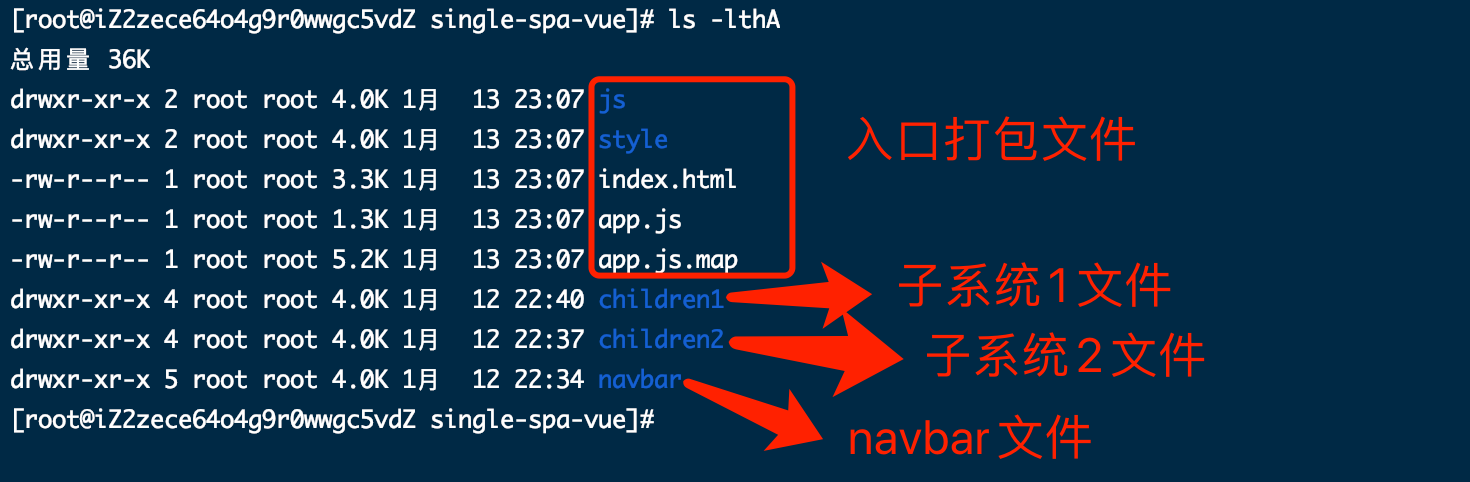 [root@iZ2zece64o4g9r0wwgc5vdZ single-spa-vue]# ls -lthA
总用量 36K
drwxr-xr-x 2 root root 4.0K 1月  13 23:07 js
drwxr-xr-x 2 root root 4.0K 1月  13 23:07 style
入口打包文件
-rw-r--r-- 1 root root 3.3K 1月  13 23:07 index.html
-rw-r--r-- 1 root root 1.3K 1月  13 23:07 app.js
-rw-r--r-- 1 root root 5.2K 1月  13 23:07 app.js.map
drwxr-xr-x 4 root root 4.0K 1月  12 22:40 children1
子系统1文件
drwxr-xr-x 4 root root 4.0K 1月  12 22:37 children2
子系统2文件
drwxr-xr-x 5 root root 4.0K 1月  12 22:34 navbar
navbar文件
[root@iZ2zece64o4g9r0wwgc5vdZ single-spa-vue]#